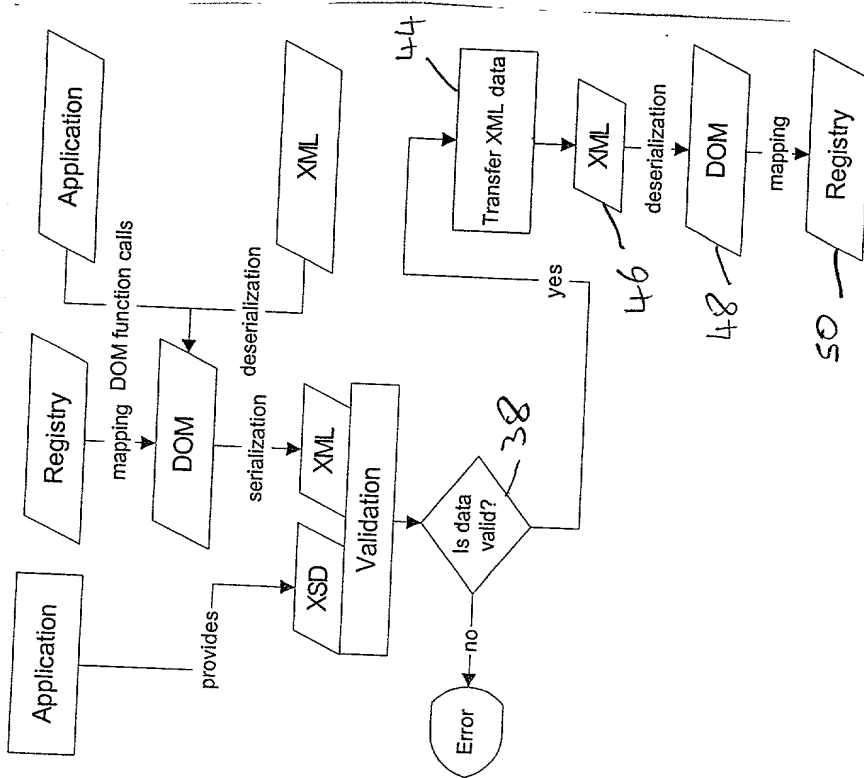 Application
Registry
Application
mapping
DOM function calls
DOM
deserialization
XML
provides
serialization
XSD
XML
Validation
Is data
valid?
38
no
Error
yes
44
Transfer XML data
XML
46
deserialization
DOM
48
mapping
Registry
50